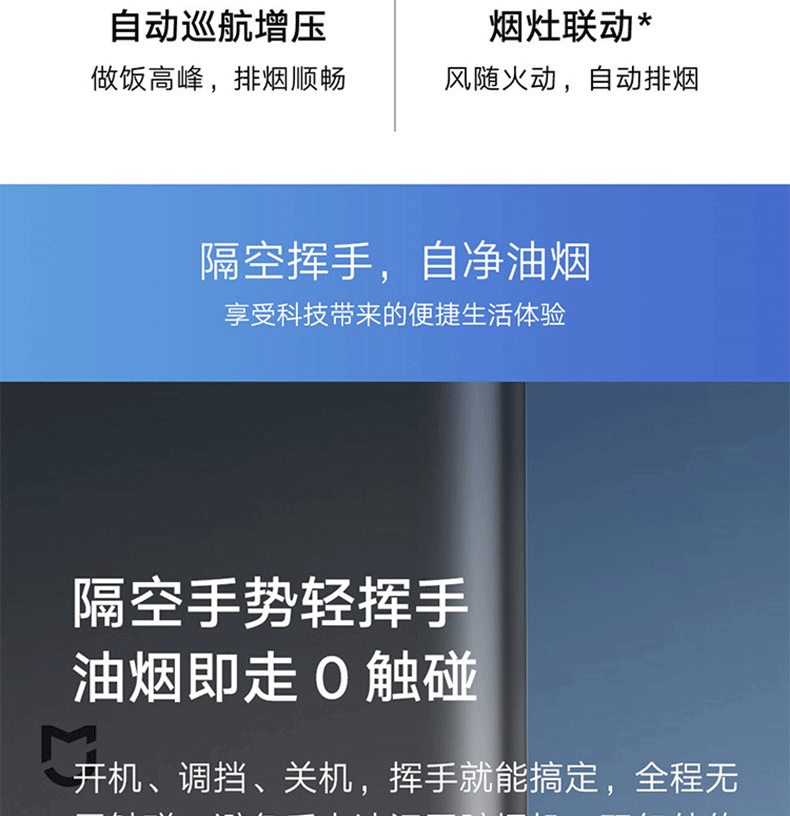 自动巡航增压
做饭高峰，排烟顺畅
烟灶联动*
风随火动，自动排烟
隔空挥手，自净油烟
享受科技带来的便捷生活体验
隔空手势轻挥手
油烟即走 0 触碰
开机、调挡、关机，挥手就能搞定，全程无